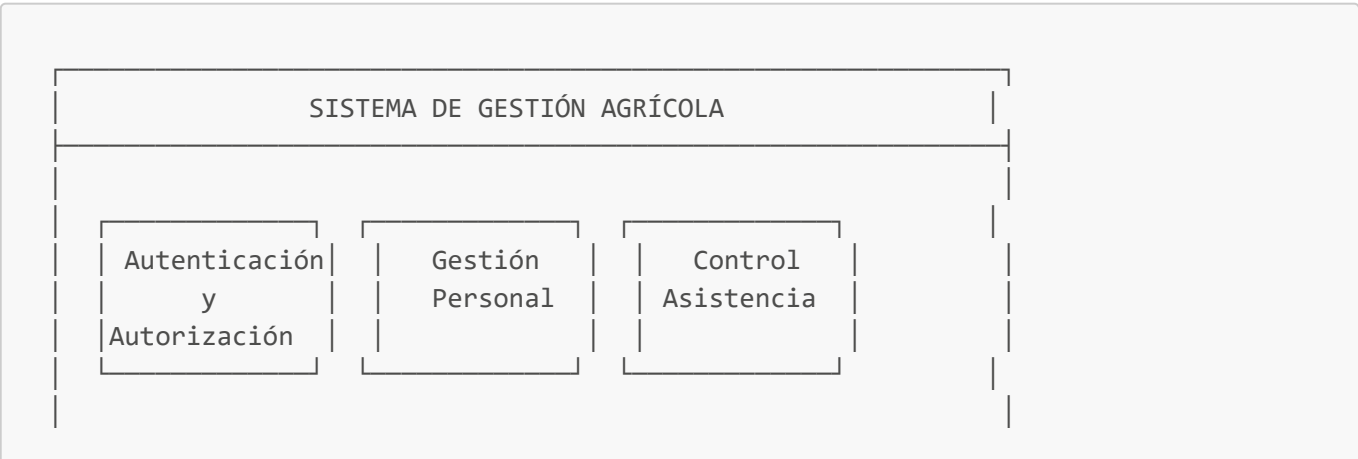 SISTEMA DE GESTIÓN AGRÍCOLA
Autenticación Gestión Control
y Personal Asistencia
Autorización